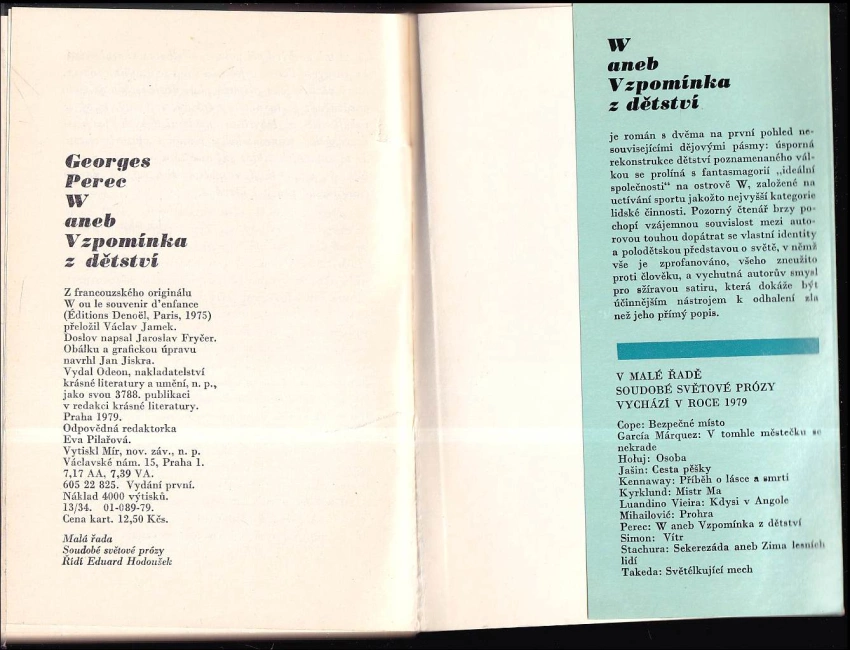 Georges
Perec
W
aneb
Vzpomínka
z dětství
Z francouzského originálu
W ou le souvenir d'enfance
(Éditions Denoël, Paris, 1975)
přeložil Václav Jamek.
Doslov napsal Jaroslav Fryčer.
Obálku a grafickou úpravu
navrhl Jan Jiskra.
Vydal Odeon, nakladatelství
krásné literatury a umění, n. p.,
jako svou 3788. publikaci
v redakci krásné literatury.
Praha 1979.
Odpovědná redaktorka
Eva Pilařová.
Vytiskl Mír, nov. záv., n. p.
Václavské nám. 15, Praha 1.
7,17 AA, 7,39 VA.
605 22 825. Vydání první.
Náklad 4000 výtisků.
13/34. 01-089-79.
Cena kart. 12,50 Kčs.
Malá řada
Soudobé světové prózy
Řídí Eduard Hodoušek
W
aneb
Vzpomínka
z dětství
je román s dvěma na první pohled ne-
souvisejícími dějovými pásmy: úsporná
rekonstrukce dětství poznamenaného vál-
kou se prolíná s fantasmagorií „ideální
společnosti“ na ostrově W, založené na
uctívání sportu jakožto nejvyšší kategorie
lidské činnosti. Pozorný čtenář brzy po-
chopí vzájemnou souvislost mezi auto-
rovou touhou dopátrat se vlastní identity
a polodětskou představou o světě, v němž
vše je zprofanováno, všeho zneužito
proti člověku, a vychutná autorův smysl
pro sžíravou satiru, která dokáže být
účinnějším nástrojem k odhalení zla
než jeho přímý popis.
V MALÉ ŘADĚ
SOUDOBÉ SVĚTOVÉ PRÓZY
VYCHÁZÍ V ROCE 1979
Cope: Bezpečné místo
García Márquez: V tomhle městečku se
nekrade
Hołuj: Osoba
Jašin: Cesta pěšky
Kennaway: Příběh o lásce a smrti
Kyrklund: Mistr Ma
Luandino Vieira: Kdysi v Angole
Mihailović: Prohra
Perec: W aneb Vzpomínka z dětství
Simon: Vítr
Stachura: Sekerezáda aneb Zima lesních
lidí
Takeda: Světélkující mech